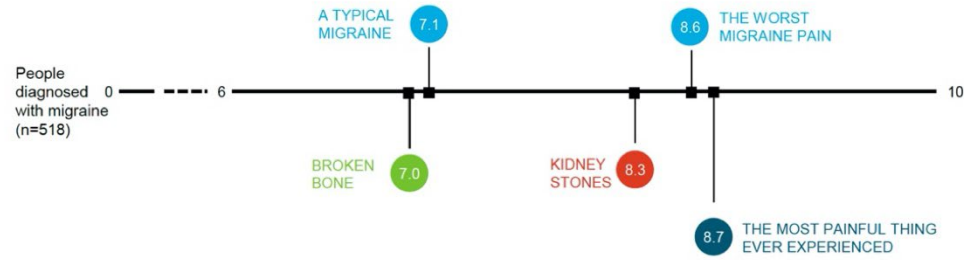 A TYPICAL
MIGRAINE
7.1
8.6
THE WORST
MIGRAINE PAIN
People
diagnosed
with migraine
(n=518)
0
6
10
BROKEN
BONE
7.0
KIDNEY
STONES
8.3
8.7
THE MOST PAINFUL THING
EVER EXPERIENCED